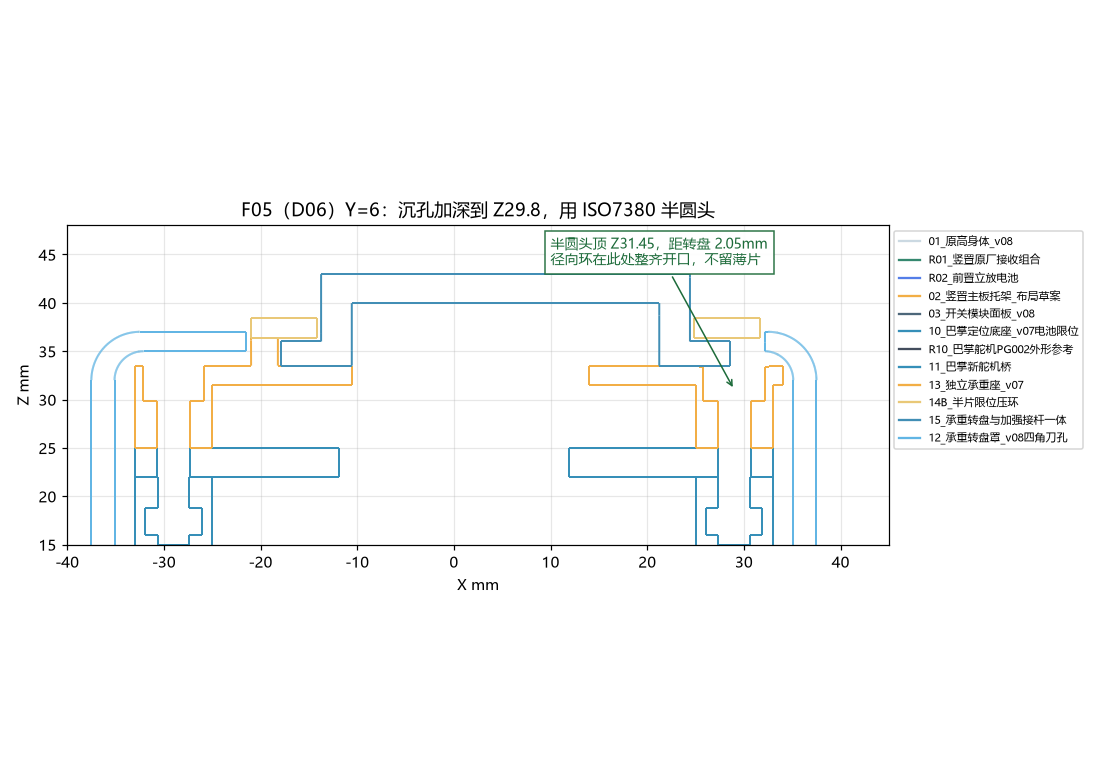 F05（D06）Y=6：沉孔加深到 Z29.8，用 ISO7380 半圆头
半圆头顶 Z31.45，距转盘 2.05mm
径向环在此处整齐开口，不留薄片
01_原高身体_v08
R01_竖晋原厂接收组合
R02_前晋立放电池
02_竖晋主板托架_布局草案
03_开关模块面板_v08
10_巴掌定位底座_v07电池限位
R10_巴掌舵机PG002外形参考
11_巴掌新舵机桥
13_独立承重座_v07
14B_半片限位压环
15_承重转盘与加强接杆一体
12_承重转盘罩_v08四角刀孔
Z mm
45
40
35
30
25
20
15
-40
-30
-20
-10
0
10
20
30
40
X mm